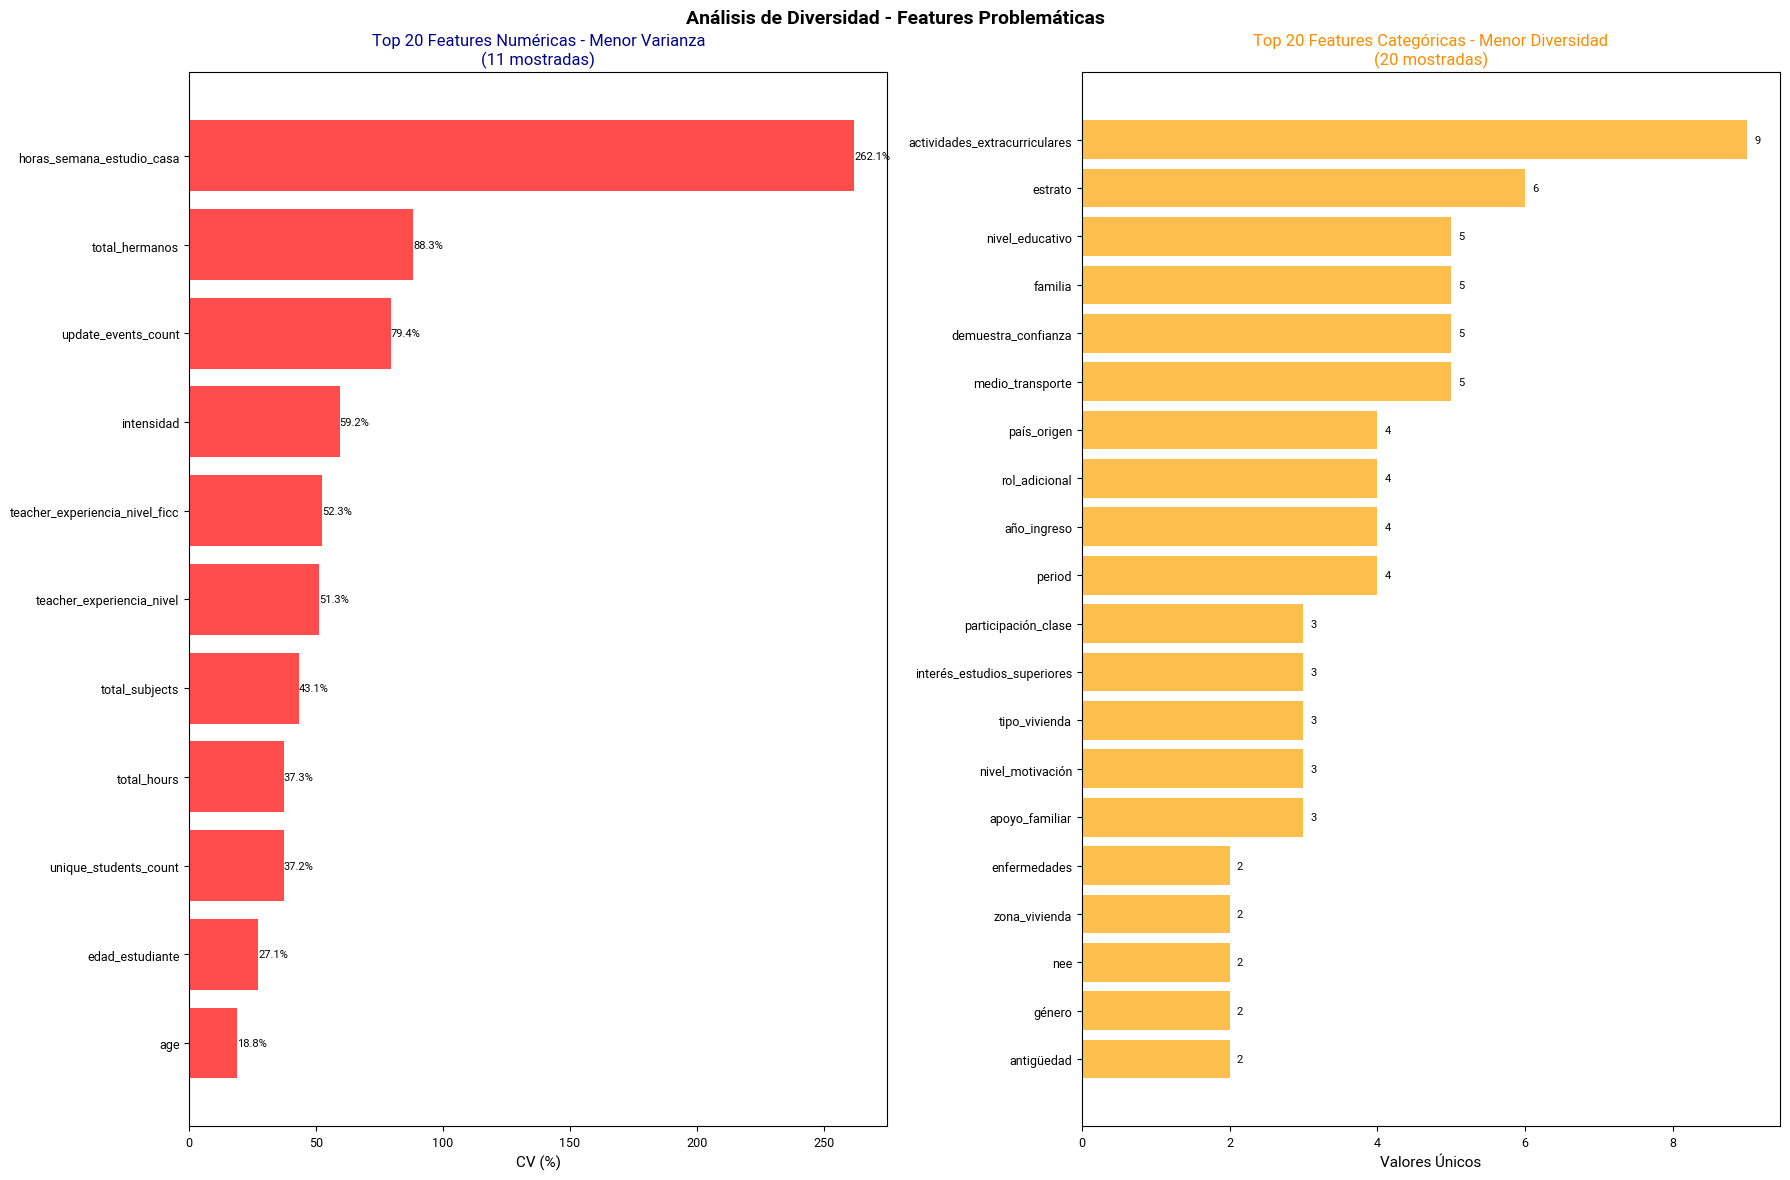 Análisis de Diversidad - Features Problemáticas
Top 20 Features Numéricas - Menor Varianza
(11 mostradas)
horas_semana_estudio_casa 262.1%
total_hermanos 88.3%
update_events_count 79.4%
intensidad 59.2%
teacher_experiencia_nivel_ficc 52.3%
teacher_experiencia_nivel 51.3%
total_subjects 43.1%
total_hours 37.3%
unique_students_count 37.2%
edad_estudiante 27.1%
age 18.8%
0 50 100 150 200 250
CV (%)
Top 20 Features Categóricas - Menor Diversidad
(20 mostradas)
actividades_extracurriculares 9
estrato 6
nivel_educativo 5
familia 5
demuestra_confianza 5
medio_transporte 5
país_origen 4
rol_adicional 4
año_ingreso 4
period 4
participación_clase 3
interés_estudios_superiores 3
tipo_vivienda 3
nivel_motivación 3
apoyo_familiar 3
enfermedades 2
zona_vivienda 2
nee 2
género 2
antigüedad 2
0 2 4 6 8
Valores Únicos